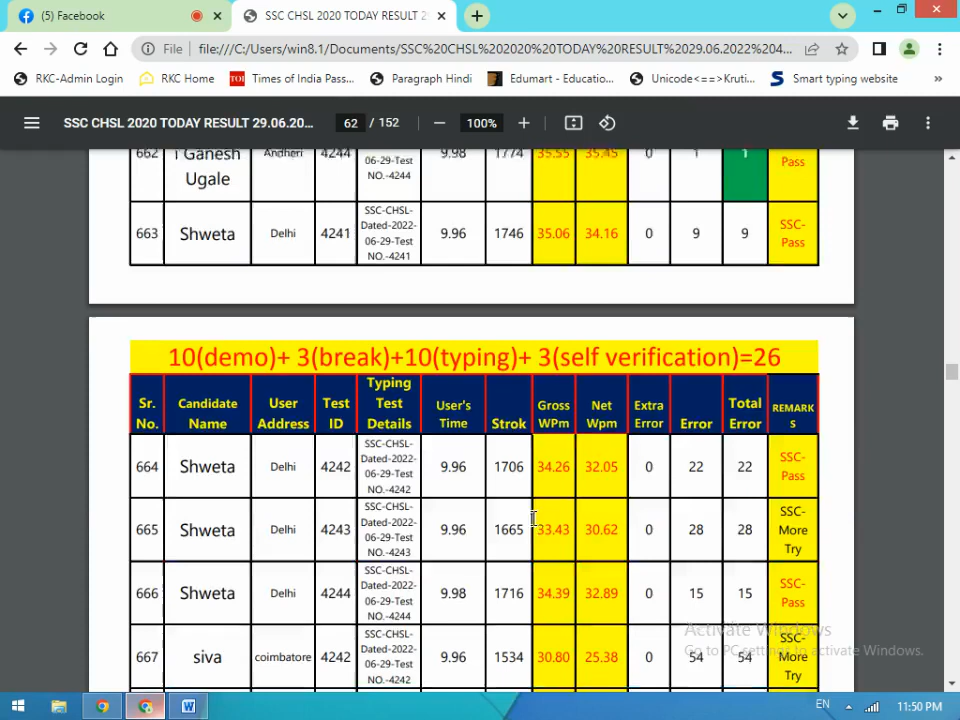 (5) Facebook
SSC CHSL 2020 TODAY RESULT 2
File file:///C:/Users/win8.1/Documents/SSC%20CHSL%202020%20TODAY%20RESULT%2029.06.2022%204...
RKC-Admin Login RKC Home TOI Times of India Pass... Paragraph Hindi Edumart - Educatio... Unicode<==>Kruti... Smart typing website »
SSC CHSL 2020 TODAY RESULT 29.06.20... 62 / 152 100%
662 Ganesh Ugale Andheri 4244 06-29-Test NO.-4244 9.98 1774 35.55 35.45 0 1 1 Pass
663 Shweta Delhi 4241 SSC-CHSL-Dated-2022-06-29-Test NO.-4241 9.96 1746 35.06 34.16 0 9 9 SSC-Pass
10(demo)+ 3(break)+10(typing)+ 3(self verification)=26
Sr. No. Candidate Name User Address Test ID Typing Test Details User's Time Strok Gross WPm Net Wpm Extra Error Error Total Error REMARKS
664 Shweta Delhi 4242 SSC-CHSL-Dated-2022-06-29-Test NO.-4242 9.96 1706 34.26 32.05 0 22 22 SSC-Pass
665 Shweta Delhi 4243 SSC-CHSL-Dated-2022-06-29-Test NO.-4243 9.96 1665 33.43 30.62 0 28 28 SSC-More Try
666 Shweta Delhi 4244 SSC-CHSL-Dated-2022-06-29-Test NO.-4244 9.98 1716 34.39 32.89 0 15 15 SSC-Pass
667 siva coimbatore 4242 SSC-CHSL-Dated-2022-06-29-Test NO.-4242 9.96 1534 30.80 25.38 0 54 54 SSC-More Try
Activate Windows
Go to PC settings to activate Windows.
EN 11:50 PM